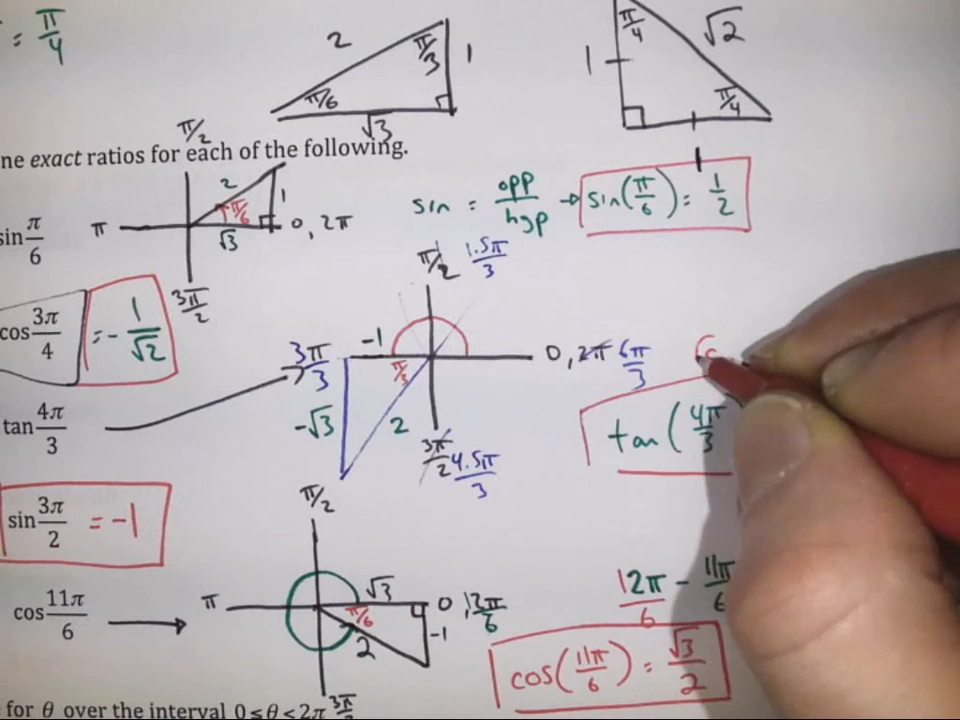 = π/4
2 π/3 1 π/6 √3
π/4 √2 1 π/4 1
ne exact ratios for each of the following.
π/2
sin π/6
π 2 π/6 1 √3 0, 2π 3π/2
sin = opp/hyp → sin(π/6) = 1/2
cos 3π/4 = - 1/√2
π/2 1.5π/3
3π/3 -1 0, 2π 6π/3
π/3 -√3 2
3π/2 4.5π/3
tan 4π/3
tan (4π/3
sin 3π/2 = -1
π/2
cos 11π/6
π √3 0, 12π/6 π/6 -1 2
12π/6 - 11π/6
cos(11π/6) = √3/2
for θ over the interval 0≤θ<2π 3π/2